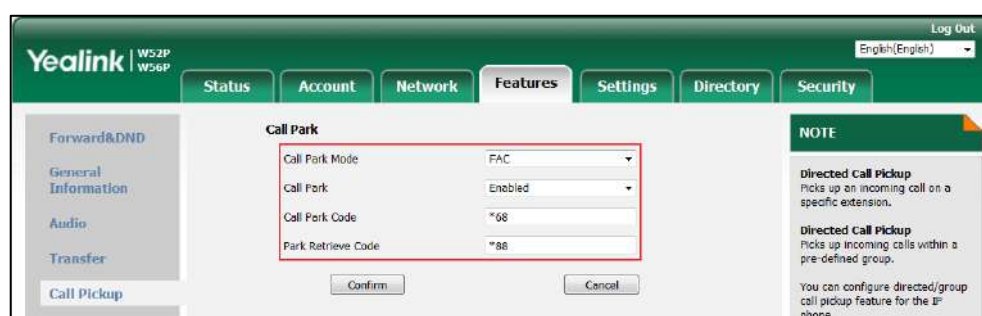 Log Out
English(English)
Yealink W52P
W56P
Status Account Network Features Settings Directory Security
Forward&DND
General
Information
Audio
Transfer
Call Pickup
Call Park
Call Park Mode FAC
Call Park Enabled
Call Park Code *68
Park Retrieve Code *88
Confirm Cancel
NOTE
Directed Call Pickup
Picks up an incoming call on a
specific extension.
Directed Call Pickup
Picks up incoming calls within a
pre-defined group.
You can configure directed/group
call pickup feature for the IP
phone